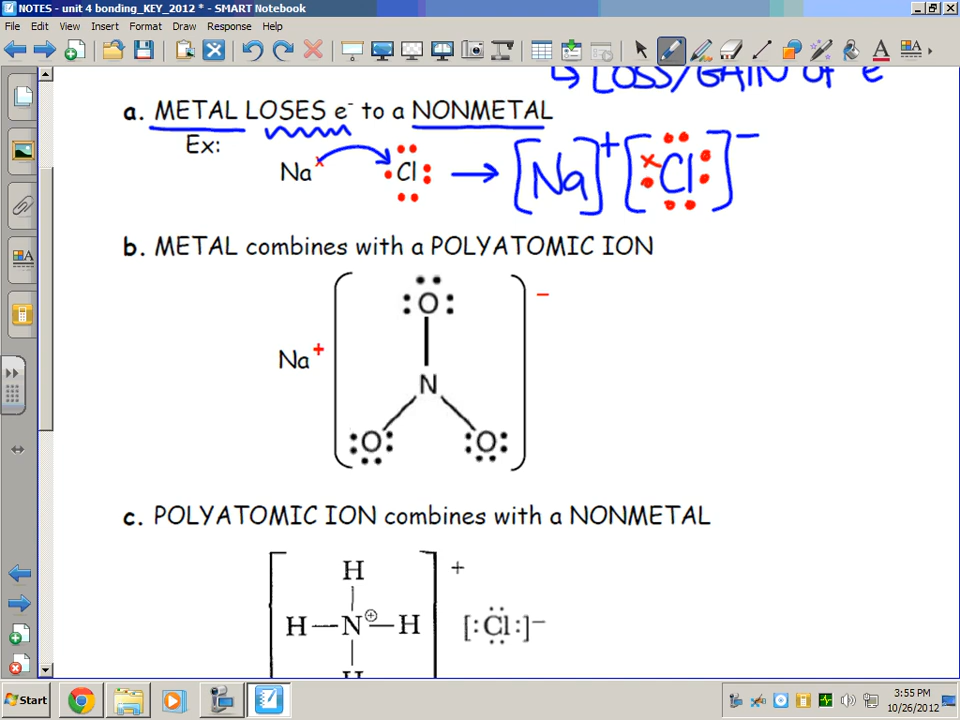 NOTES - unit 4 bonding_KEY_2012 * - SMART Notebook
File Edit View Insert Format Draw Response Help
↳ LOSS/GAIN OF e
a. METAL LOSES e⁻ to a NONMETAL
Ex:
Na x Cl → [Na]+ [x Cl]−
b. METAL combines with a POLYATOMIC ION
O −
Na +
N
O O
c. POLYATOMIC ION combines with a NONMETAL
H +
H—N⊕—H [:Cl:]−
H
Start
3:55 PM
10/26/2012